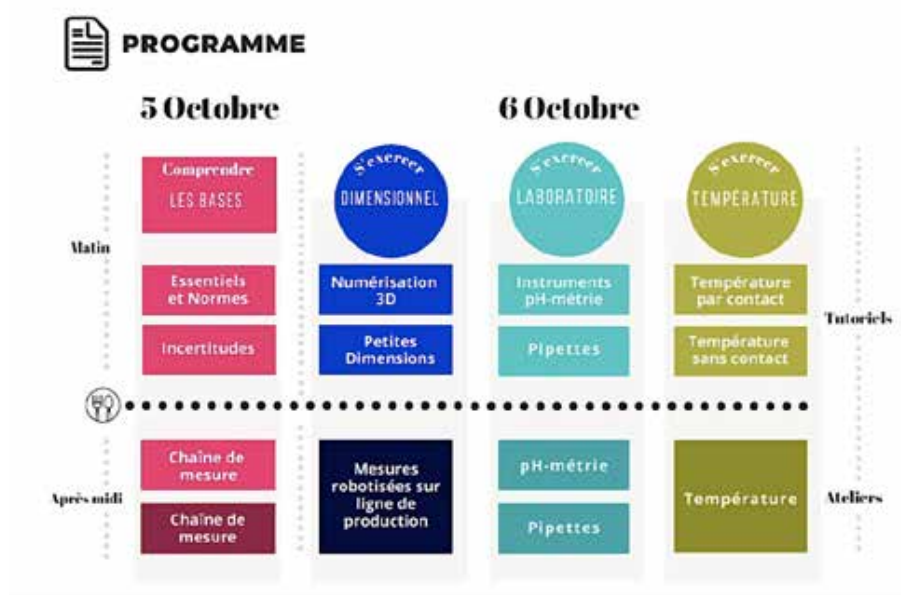 PROGRAMME
5 Octobre
6 Octobre
Comprendre
LES BASES
S'exercer
DIMENSIONNEL
S'exercer
LABORATOIRE
S'exercer
TEMPÉRATURE
Matin
Essentiels
et Normes
Numérisation
3D
Instruments
pH-métrie
Température
par contact
Tutoriels
Incertitudes
Petites
Dimensions
Pipettes
Température
sans contact
Après midi
Chaîne de
mesure
Chaîne de
mesure
Mesures
robotisées sur
ligne de
production
pH-métrie
Pipettes
Température
Ateliers